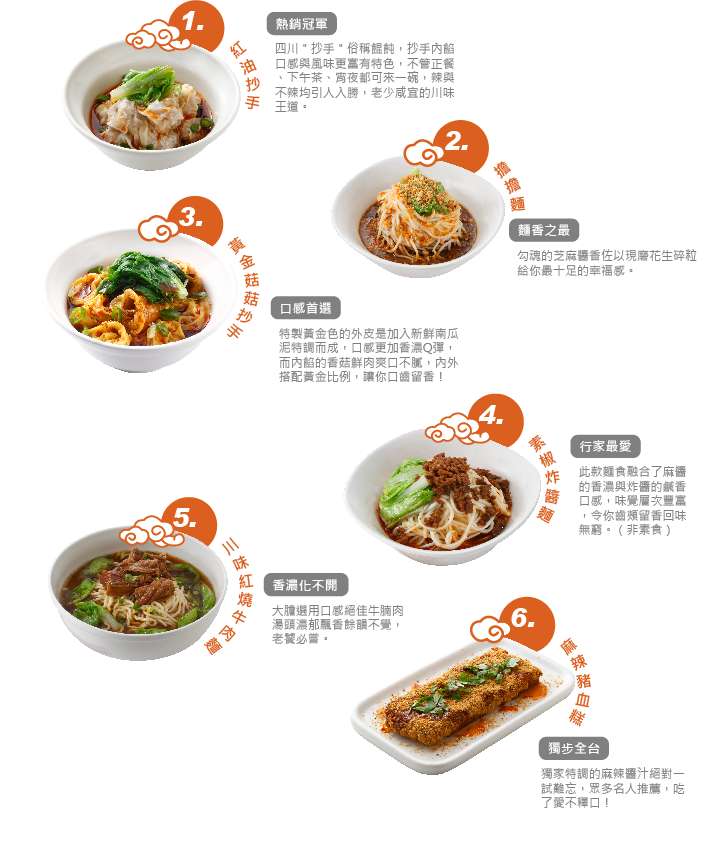 1.
紅油抄手
熱銷冠軍
四川"抄手"俗稱餛飩，抄手內餡
口感與風味更富有特色，不管正餐
、下午茶、宵夜都可來一碗，辣與
不辣均引人入勝，老少咸宜的川味
王道。
2.
擔擔麵
麵香之最
勾魂的芝麻醬香佐以現磨花生碎粒
給你最十足的幸福感。
3.
黃金菇菇抄手
口感首選
特製黃金色的外皮是加入新鮮南瓜
泥特調而成，口感更加香濃Q彈，
而內餡的香菇鮮肉爽口不膩，內外
搭配黃金比例，讓你口齒留香！
4.
素椒炸醬麵
行家最愛
此款麵食融合了麻醬
的香濃與炸醬的鹹香
口感，味覺層次豐富
，令你齒頰留香回味
無窮。（非素食）
5.
川味紅燒牛肉麵
香濃化不開
大膽選用口感絕佳牛腩肉
湯頭濃郁飄香餘韻不覺，
老饕必嘗。
6.
麻辣豬血糕
獨步全台
獨家特調的麻辣醬汁絕對一
試難忘，眾多名人推薦，吃
了愛不釋口！